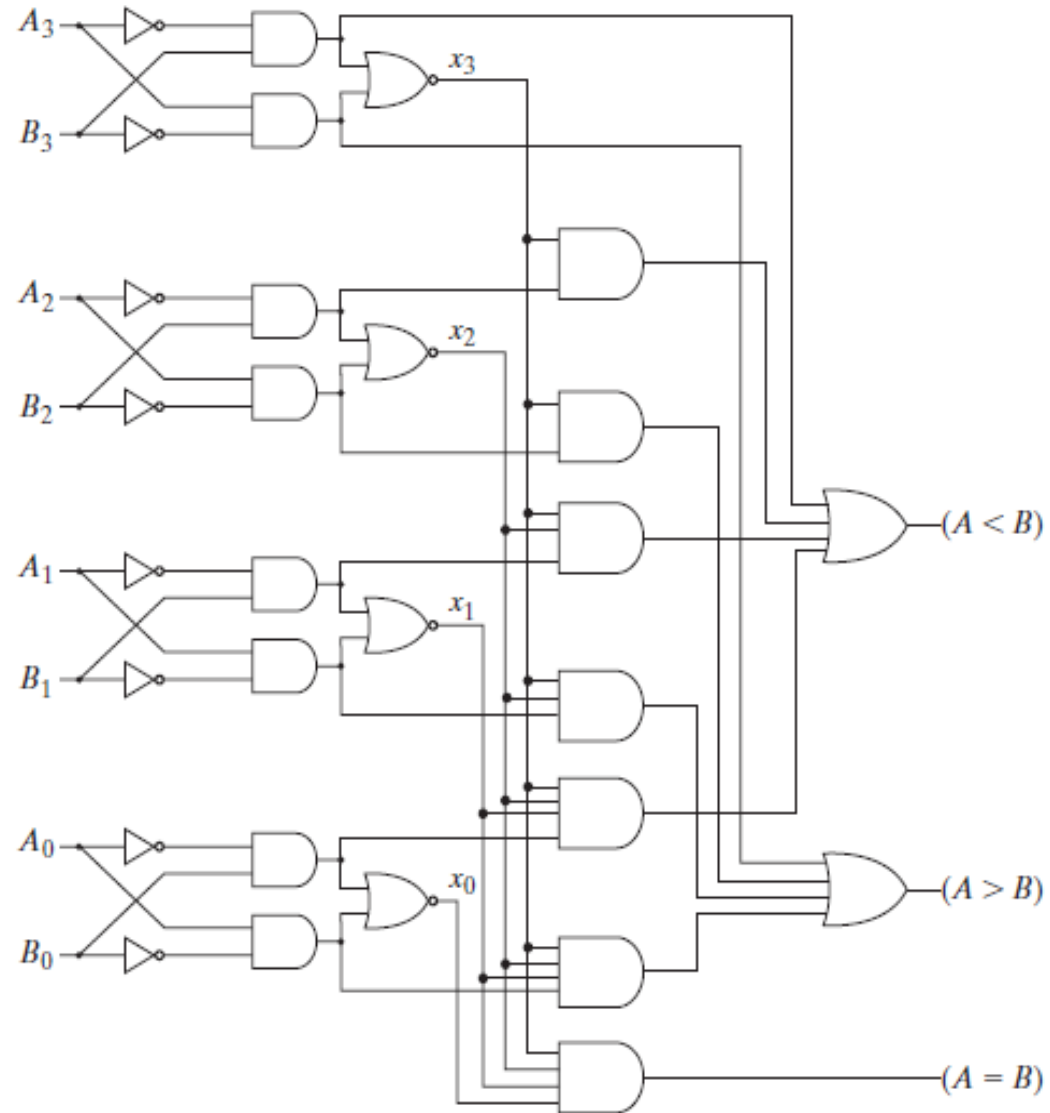 A₃
x₃
B₃
A₂
x₂
B₂
(A < B)
A₁
x₁
B₁
A₀
x₀
(A > B)
B₀
(A = B)